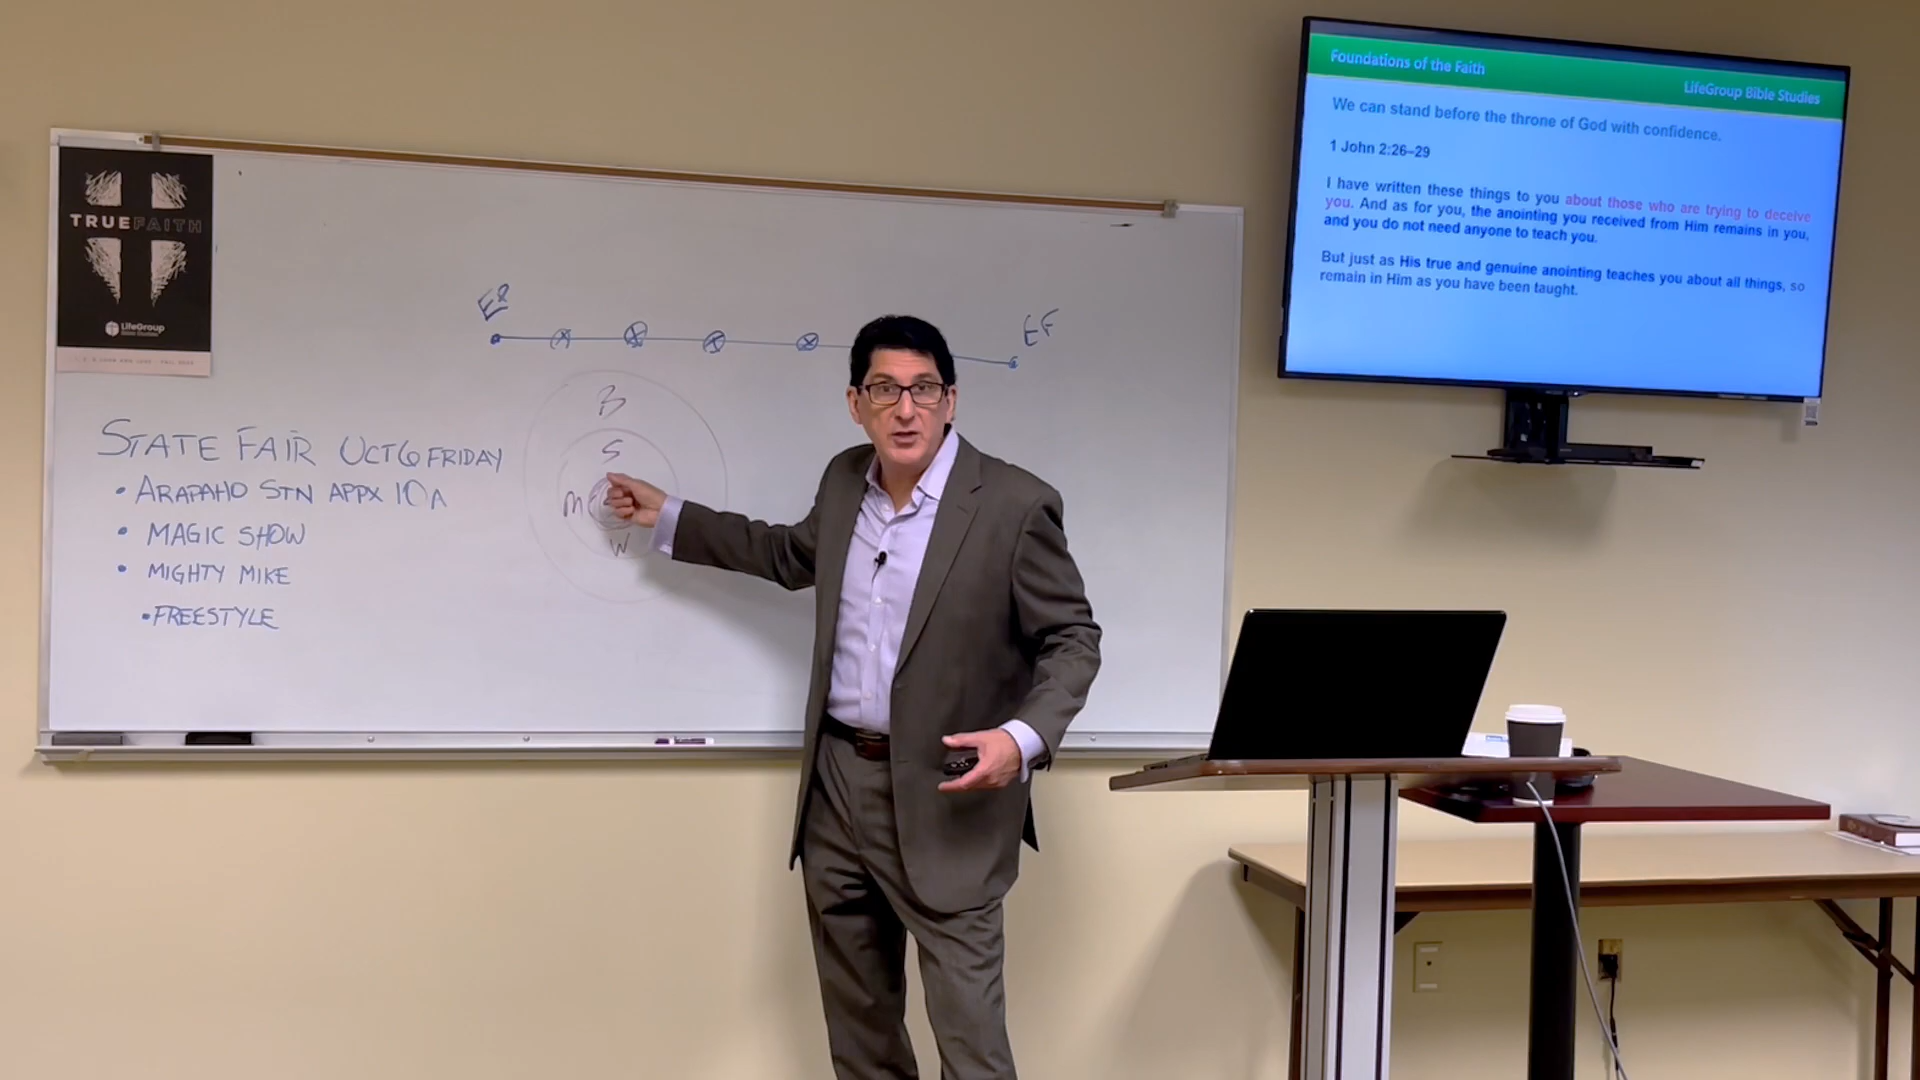 TRUEFAITH
LifeGroup
Bible Studies
STATE FAIR OCT 6 FRIDAY
• ARAPAHO STN APPX 10A
• MAGIC SHOW
• MIGHTY MIKE
• FREESTYLE
EP
EF
B
S
M
W
Foundations of the Faith
LifeGroup Bible Studies
We can stand before the throne of God with confidence.
1 John 2:26–29
I have written these things to you about those who are trying to deceive
you. And as for you, the anointing you received from Him remains in you,
and you do not need anyone to teach you.
But just as His true and genuine anointing teaches you about all things, so
remain in Him as you have been taught.